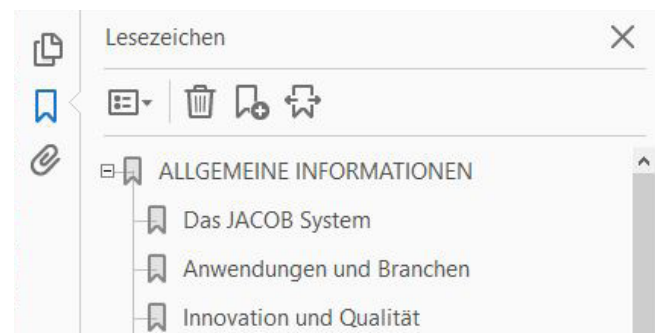 Lesezeichen
ALLGEMEINE INFORMATIONEN
Das JACOB System
Anwendungen und Branchen
Innovation und Qualität